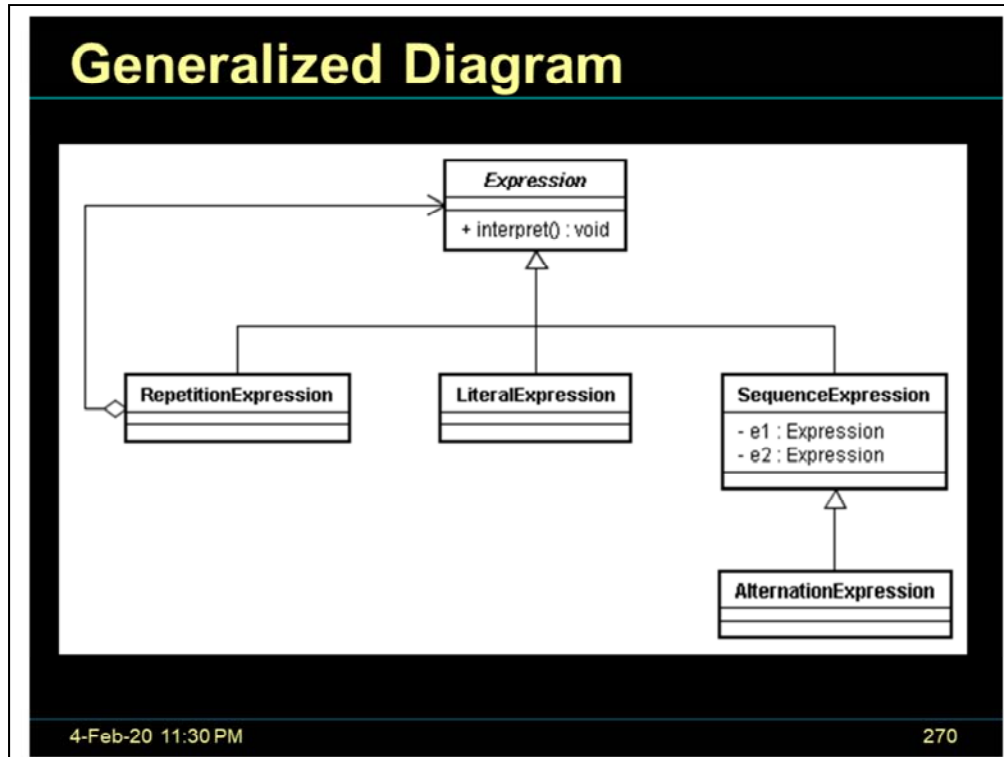 Generalized Diagram
Expression
+ interpret() : void
RepetitionExpression
LiteralExpression
SequenceExpression
- e1 : Expression
- e2 : Expression
AlternationExpression
4-Feb-20 11:30 PM
270